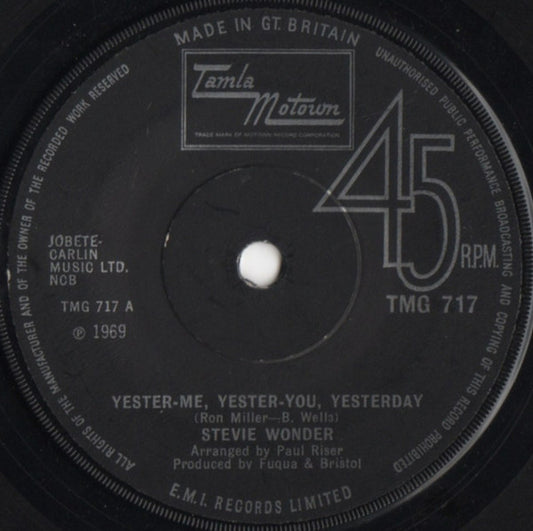 MADE IN GT. BRITAIN
UNAUTHORISED PUBLIC PERFORMANCE BROADCASTING AND COPYING OF THIS RECORD PROHIBITED
ALL RIGHTS OF THE MANUFACTURER AND OF THE OWNER OF THE RECORDED WORK RESERVED
Tamla
Motown
TRADE MARK OF MOTOWN RECORD CORPORATION
45
R.P.M.
TMG 717
JOBETE-
CARLIN
MUSIC LTD.
NCB
TMG 717 A
℗ 1969
YESTER-ME, YESTER-YOU, YESTERDAY
(Ron Miller—B. Wells)
STEVIE WONDER
Arranged by Paul Riser
Produced by Fuqua & Bristol
E.M.I. RECORDS LIMITED